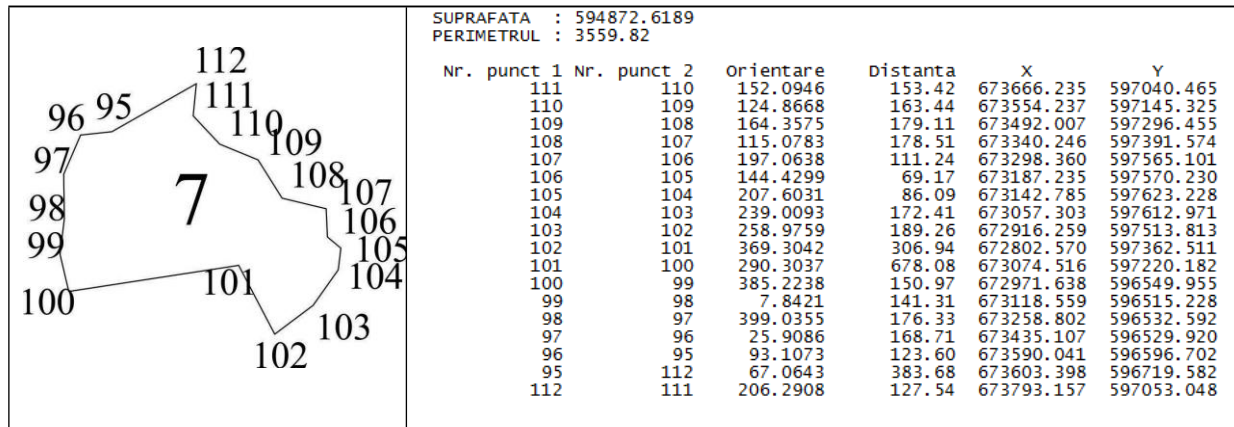 112
111
96 95
110
109
97
108
7
107
98
106
99
105
101
104
100
103
102
SUPRAFATA : 594872.6189
PERIMETRUL : 3559.82
Nr. punct 1 Nr. punct 2 Orientare Distanta X Y
111 110 152.0946 153.42 673666.235 597040.465
110 109 124.8668 163.44 673554.237 597145.325
109 108 164.3575 179.11 673492.007 597296.455
108 107 115.0783 178.51 673340.246 597391.574
107 106 197.0638 111.24 673298.360 597565.101
106 105 144.4299 69.17 673187.235 597570.230
105 104 207.6031 86.09 673142.785 597623.228
104 103 239.0093 172.41 673057.303 597612.971
103 102 258.9759 189.26 672916.259 597513.813
102 101 369.3042 306.94 672802.570 597362.511
101 100 290.3037 678.08 673074.516 597220.182
100 99 385.2238 150.97 672971.638 596549.955
99 98 7.8421 141.31 673118.559 596515.228
98 97 399.0355 176.33 673258.802 596532.592
97 96 25.9086 168.71 673435.107 596529.920
96 95 93.1073 123.60 673590.041 596596.702
95 112 67.0643 383.68 673603.398 596719.582
112 111 206.2908 127.54 673793.157 597053.048